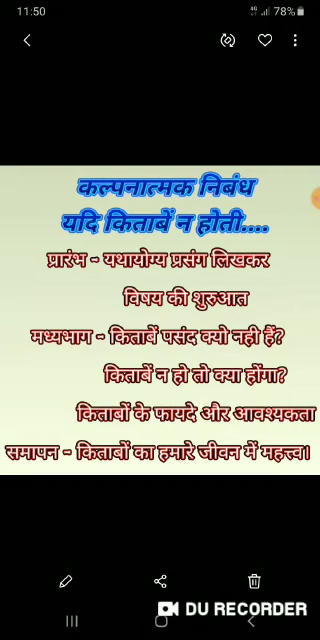 11:50
4G 78%
कल्पनात्मक निबंध
यदि किताबें न होती....
प्रारंभ - यथायोग्य प्रसंग लिखकर
विषय की शुरुआत
मध्यभाग - किताबें पसंद क्यो नही हैं?
किताबें न हो तो क्या होंगा?
किताबों के फायदे और आवश्यकता
समापन - किताबों का हमारे जीवन में महत्त्व।
DU RECORDER